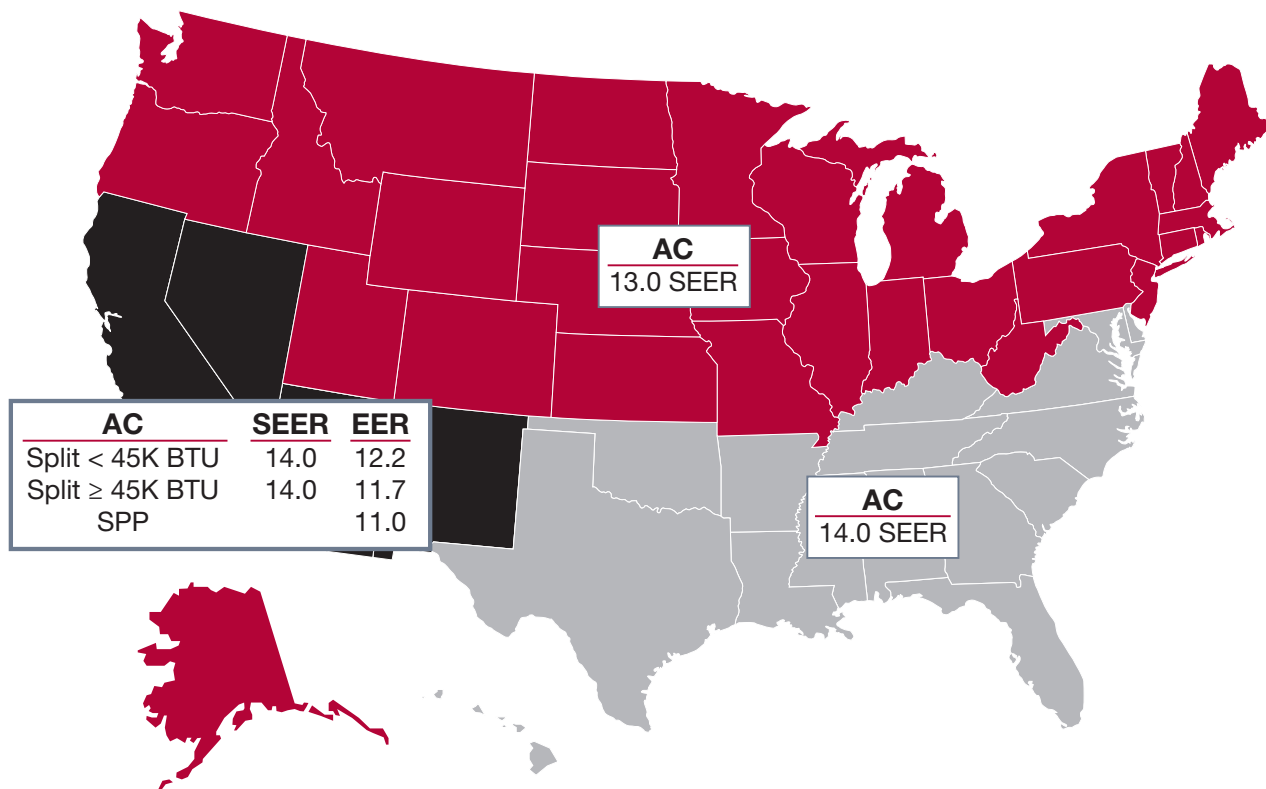 AC
13.0 SEER
AC SEER EER
Split < 45K BTU 14.0 12.2
Split ≥ 45K BTU 14.0 11.7
SPP 11.0
AC
14.0 SEER